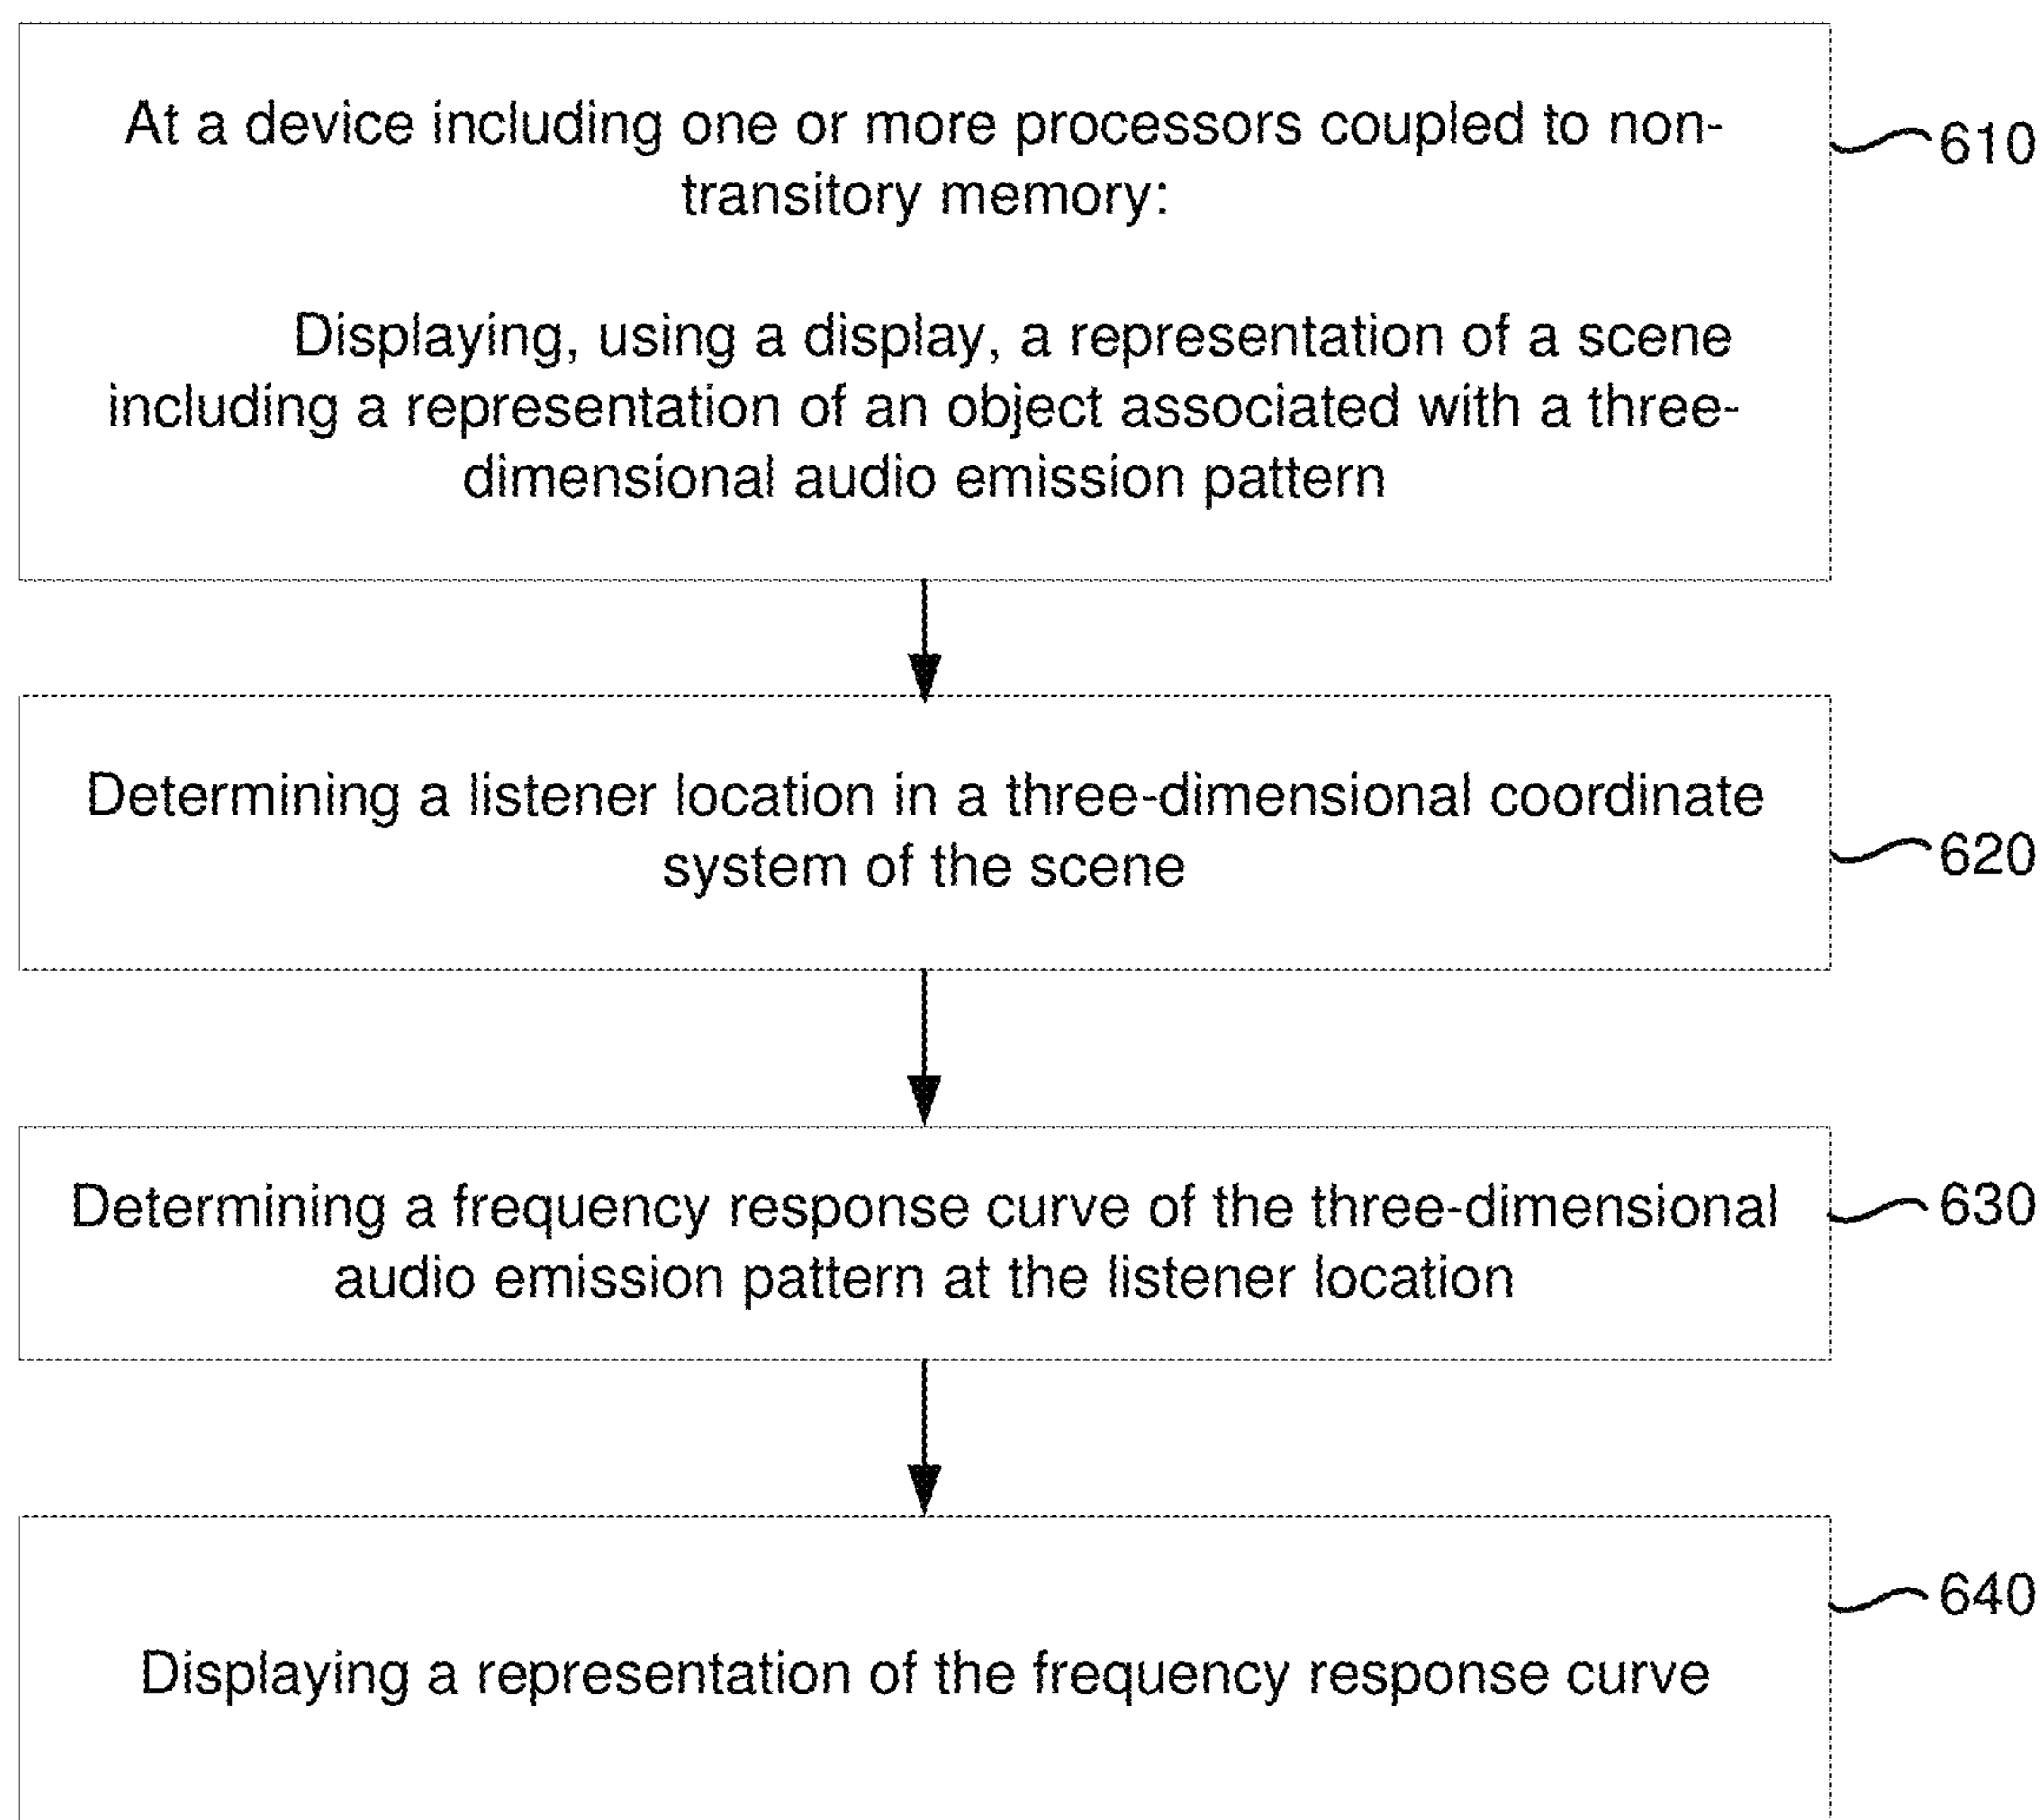 At a device including one or more processors coupled to non-
transitory memory:
610
Displaying, using a display, a representation of a scene
including a representation of an object associated with a three-
dimensional audio emission pattern
Determining a listener location in a three-dimensional coordinate
system of the scene
620
Determining a frequency response curve of the three-dimensional
audio emission pattern at the listener location
630
Displaying a representation of the frequency response curve
640